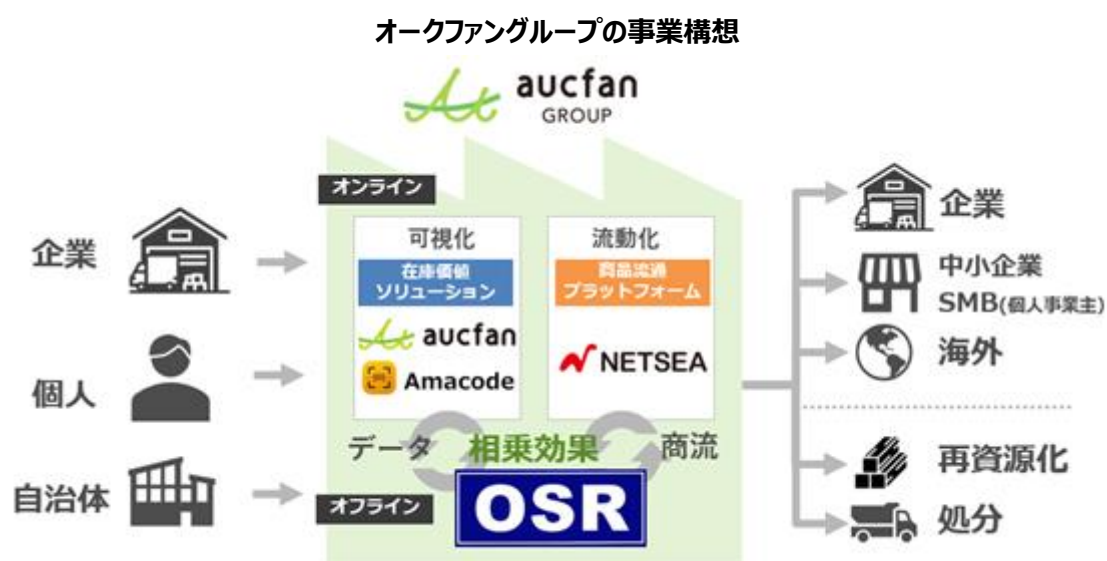 オークファングループの事業構想
aucfan
GROUP
オンライン
企業
個人
自治体
可視化
在庫価値
ソリューション
aucfan
Amacode
流動化
商品流通
プラットフォーム
NETSEA
データ
相乗効果
商流
オフライン
OSR
企業
中小企業
SMB(個人事業主)
海外
再資源化
処分